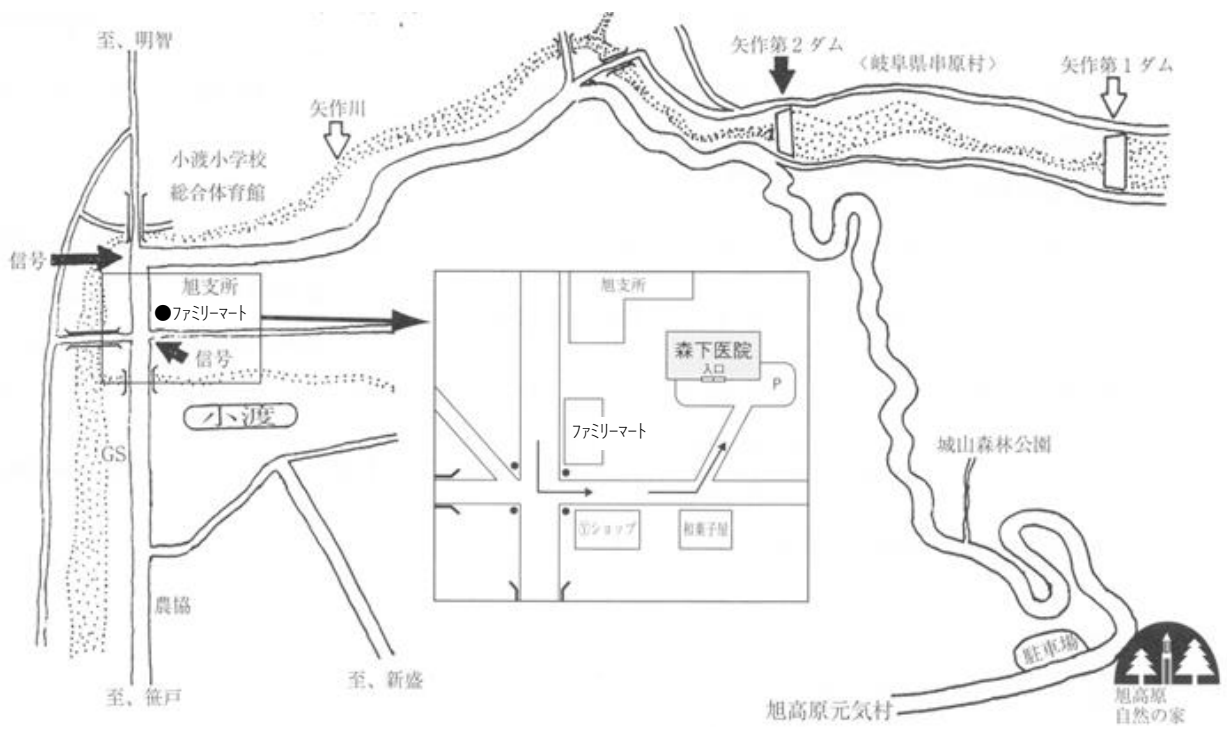 至、明智
矢作第２ダム
〈岐阜県串原村〉
矢作第１ダム
矢作川
小渡小学校
総合体育館
信号
旭支所
●ﾌｧﾐﾘｰﾏｰﾄ
信号
小渡
GS
農協
至、笹戸
至、新盛
旭支所
森下医院
入口
P
ﾌｧﾐﾘｰﾏｰﾄ
Ⓨショップ
和菓子屋
城山森林公園
駐車場
旭高原元気村
旭高原
自然の家